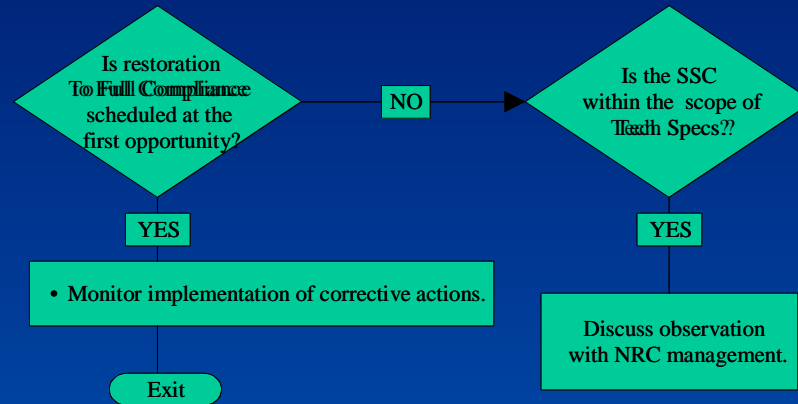 Is restoration
To Full Compliance
scheduled at the
first opportunity?
NO
Is the SSC
within the scope of
Tech Specs??
YES
YES
• Monitor implementation of corrective actions.
Discuss observation
with NRC management.
Exit